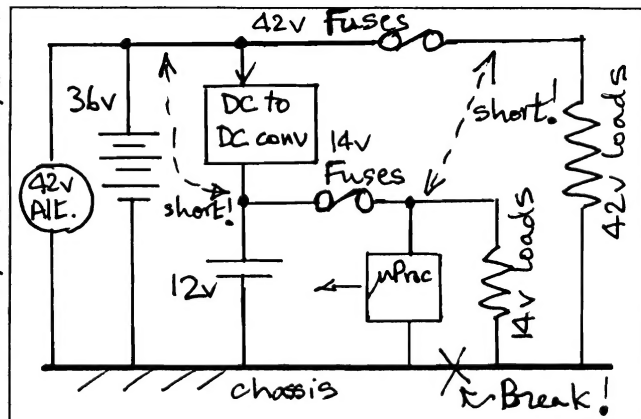 42v Fuses
36v
DC to
DC conv
14v
Fuses
short!
short!
42v
Alt.
42v loads
12v
µProc
14v loads
chassis
Break!